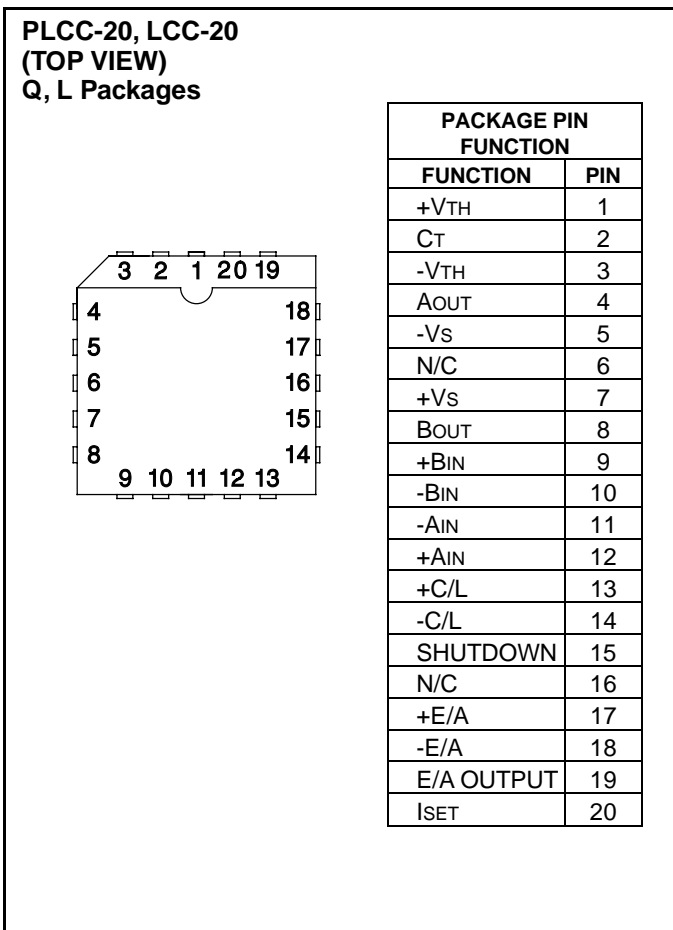 PLCC-20, LCC-20
(TOP VIEW)
Q, L Packages
3 2 1 20 19
4 18
5 17
6 16
7 15
8 14
9 10 11 12 13
PACKAGE PIN
FUNCTION
FUNCTION PIN
+VTH 1
CT 2
-VTH 3
AOUT 4
-VS 5
N/C 6
+VS 7
BOUT 8
+BIN 9
-BIN 10
-AIN 11
+AIN 12
+C/L 13
-C/L 14
SHUTDOWN 15
N/C 16
+E/A 17
-E/A 18
E/A OUTPUT 19
ISET 20